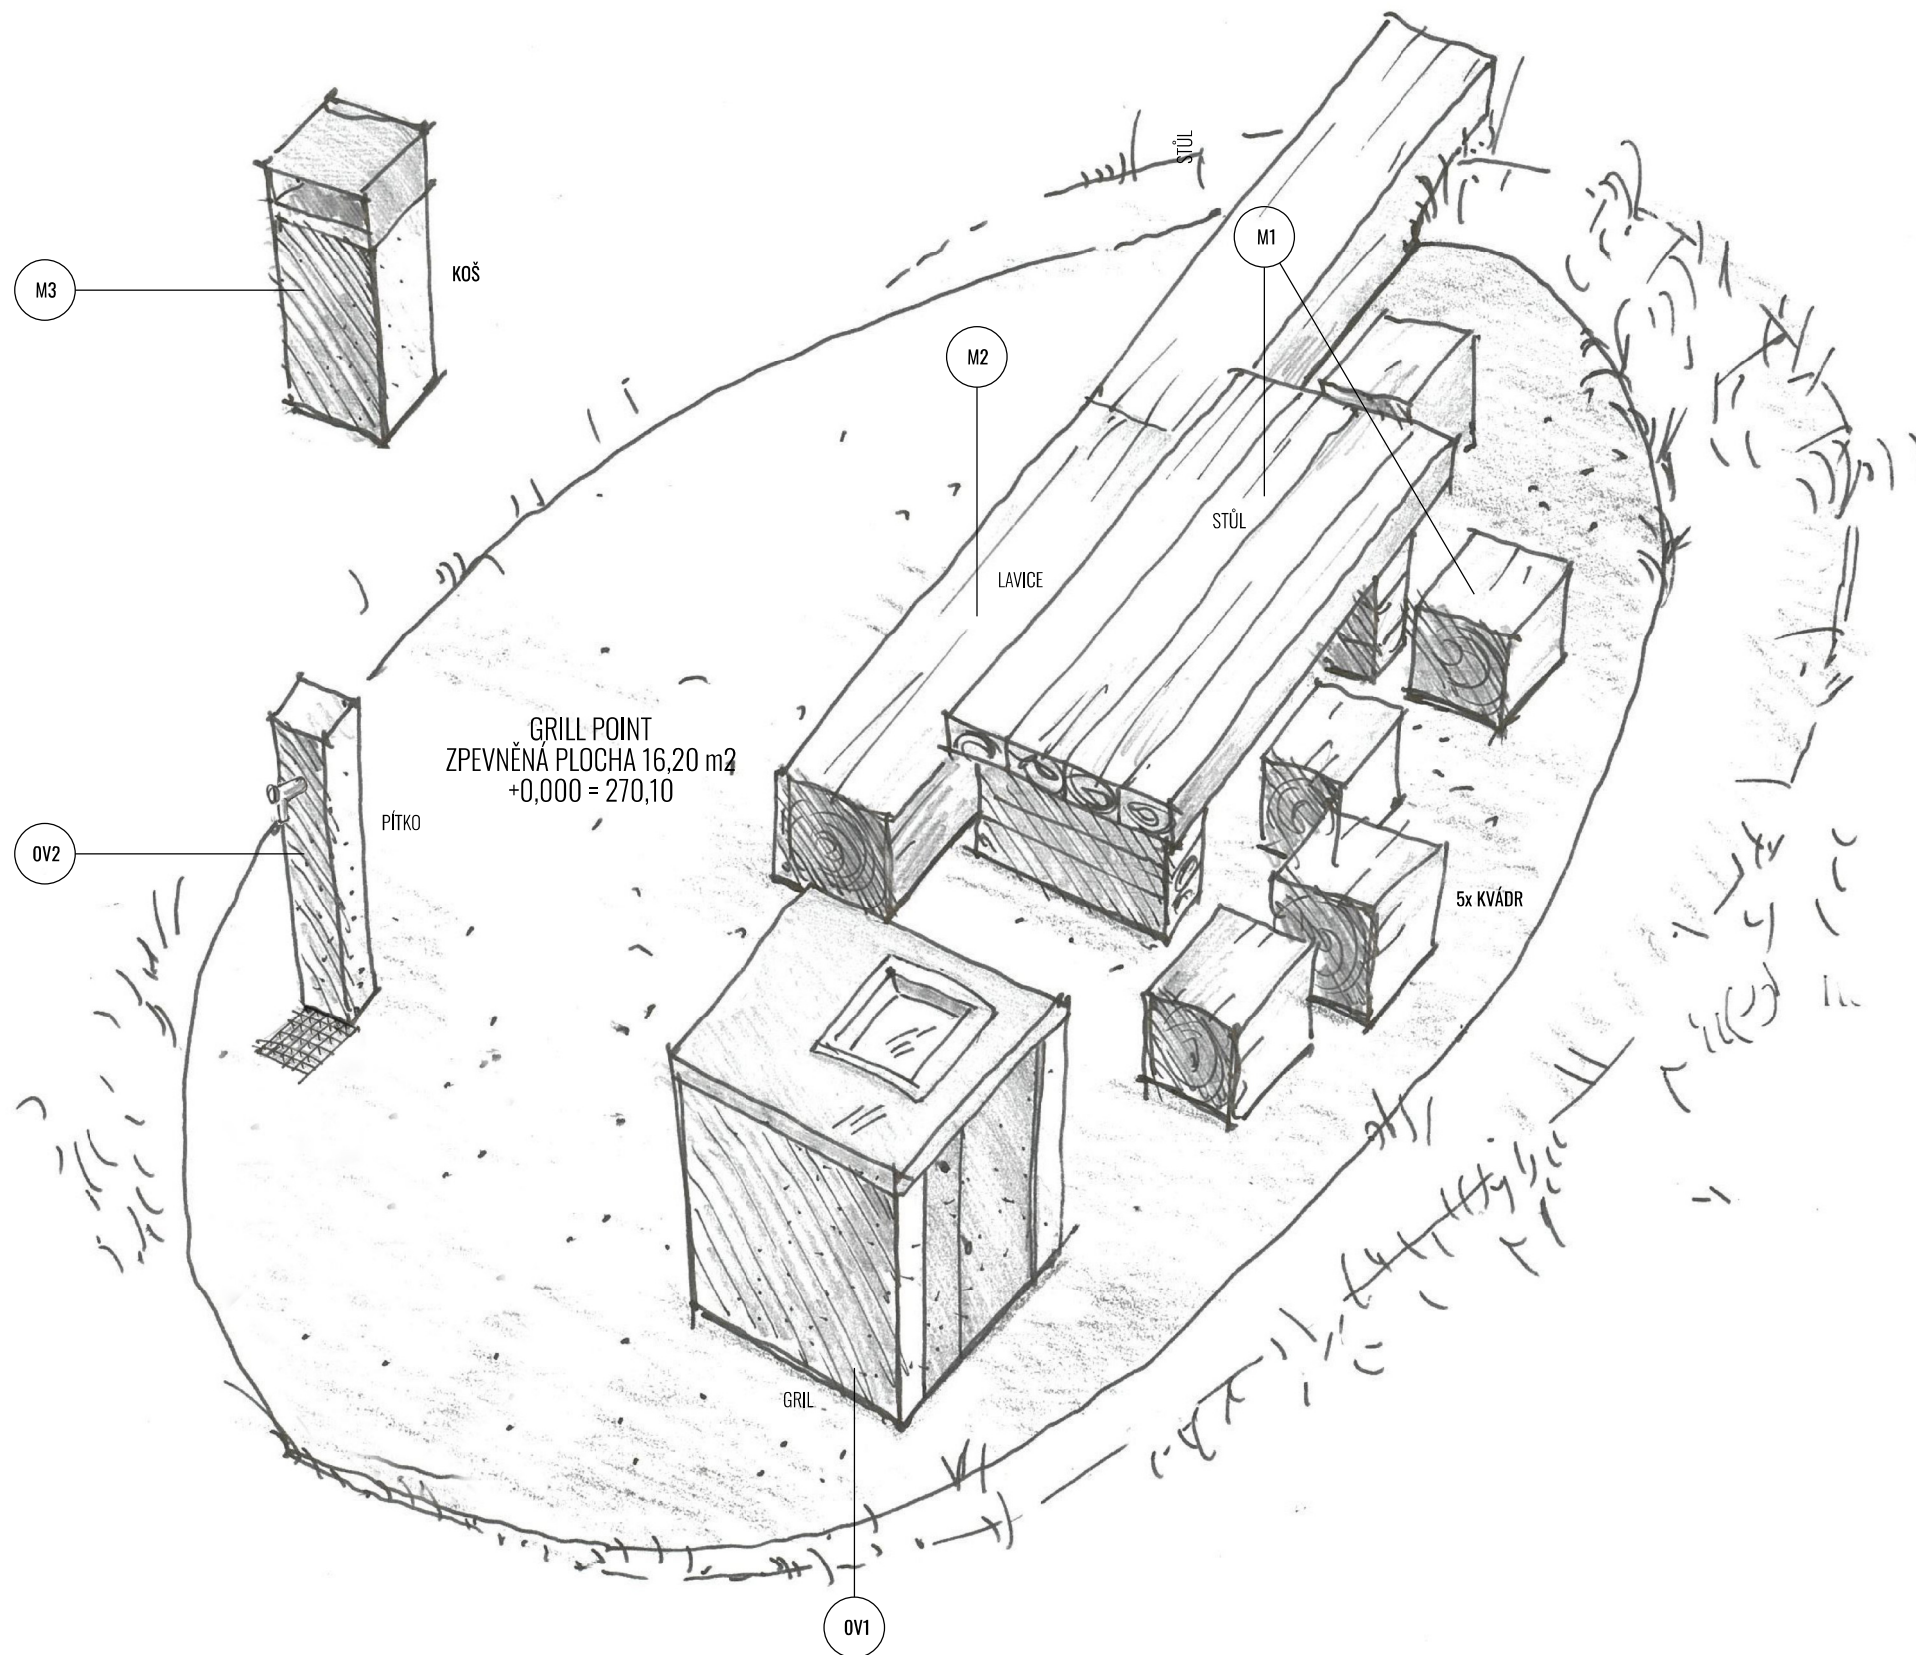 STŮL
M1
KOŠ
M3
M2
STŮL
LAVICE
GRILL POINT
ZPEVNĚNÁ PLOCHA 16,20 m2
+0,000 = 270,10
PÍTKO
OV2
5x KVÁDR
GRIL
OV1